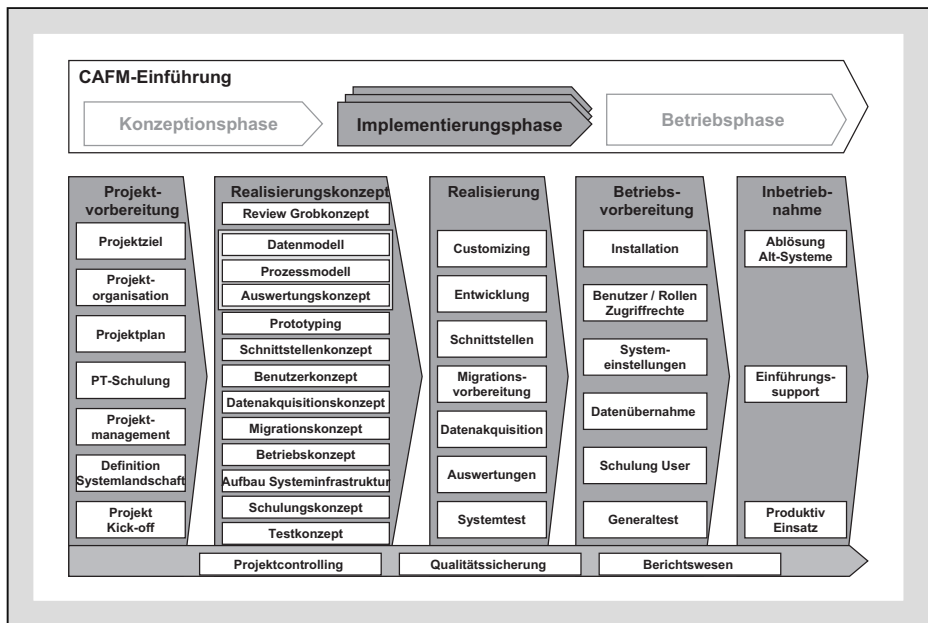 CAFM-Einführung
Konzeptionsphase
Implementierungsphase
Betriebsphase
Projekt-
vorbereitung
Projektziel
Projekt-
organisation
Projektplan
PT-Schulung
Projekt-
management
Definition
Systemlandschaft
Projekt
Kick-off
Realisierungskonzept
Review Grobkonzept
Datenmodell
Prozessmodell
Auswertungskonzept
Prototyping
Schnittstellenkonzept
Benutzerkonzept
Datenakquisitionskonzept
Migrationskonzept
Betriebskonzept
Aufbau Systeminfrastruktur
Schulungskonzept
Testkonzept
Realisierung
Customizing
Entwicklung
Schnittstellen
Migrations-
vorbereitung
Datenakquisition
Auswertungen
Systemtest
Betriebs-
vorbereitung
Installation
Benutzer / Rollen
Zugriffrechte
System-
einstellungen
Datenübernahme
Schulung User
Generaltest
Inbetrieb-
nahme
Ablösung
Alt-Systeme
Einführungs-
support
Produktiv
Einsatz
Projektcontrolling
Qualitätssicherung
Berichtswesen